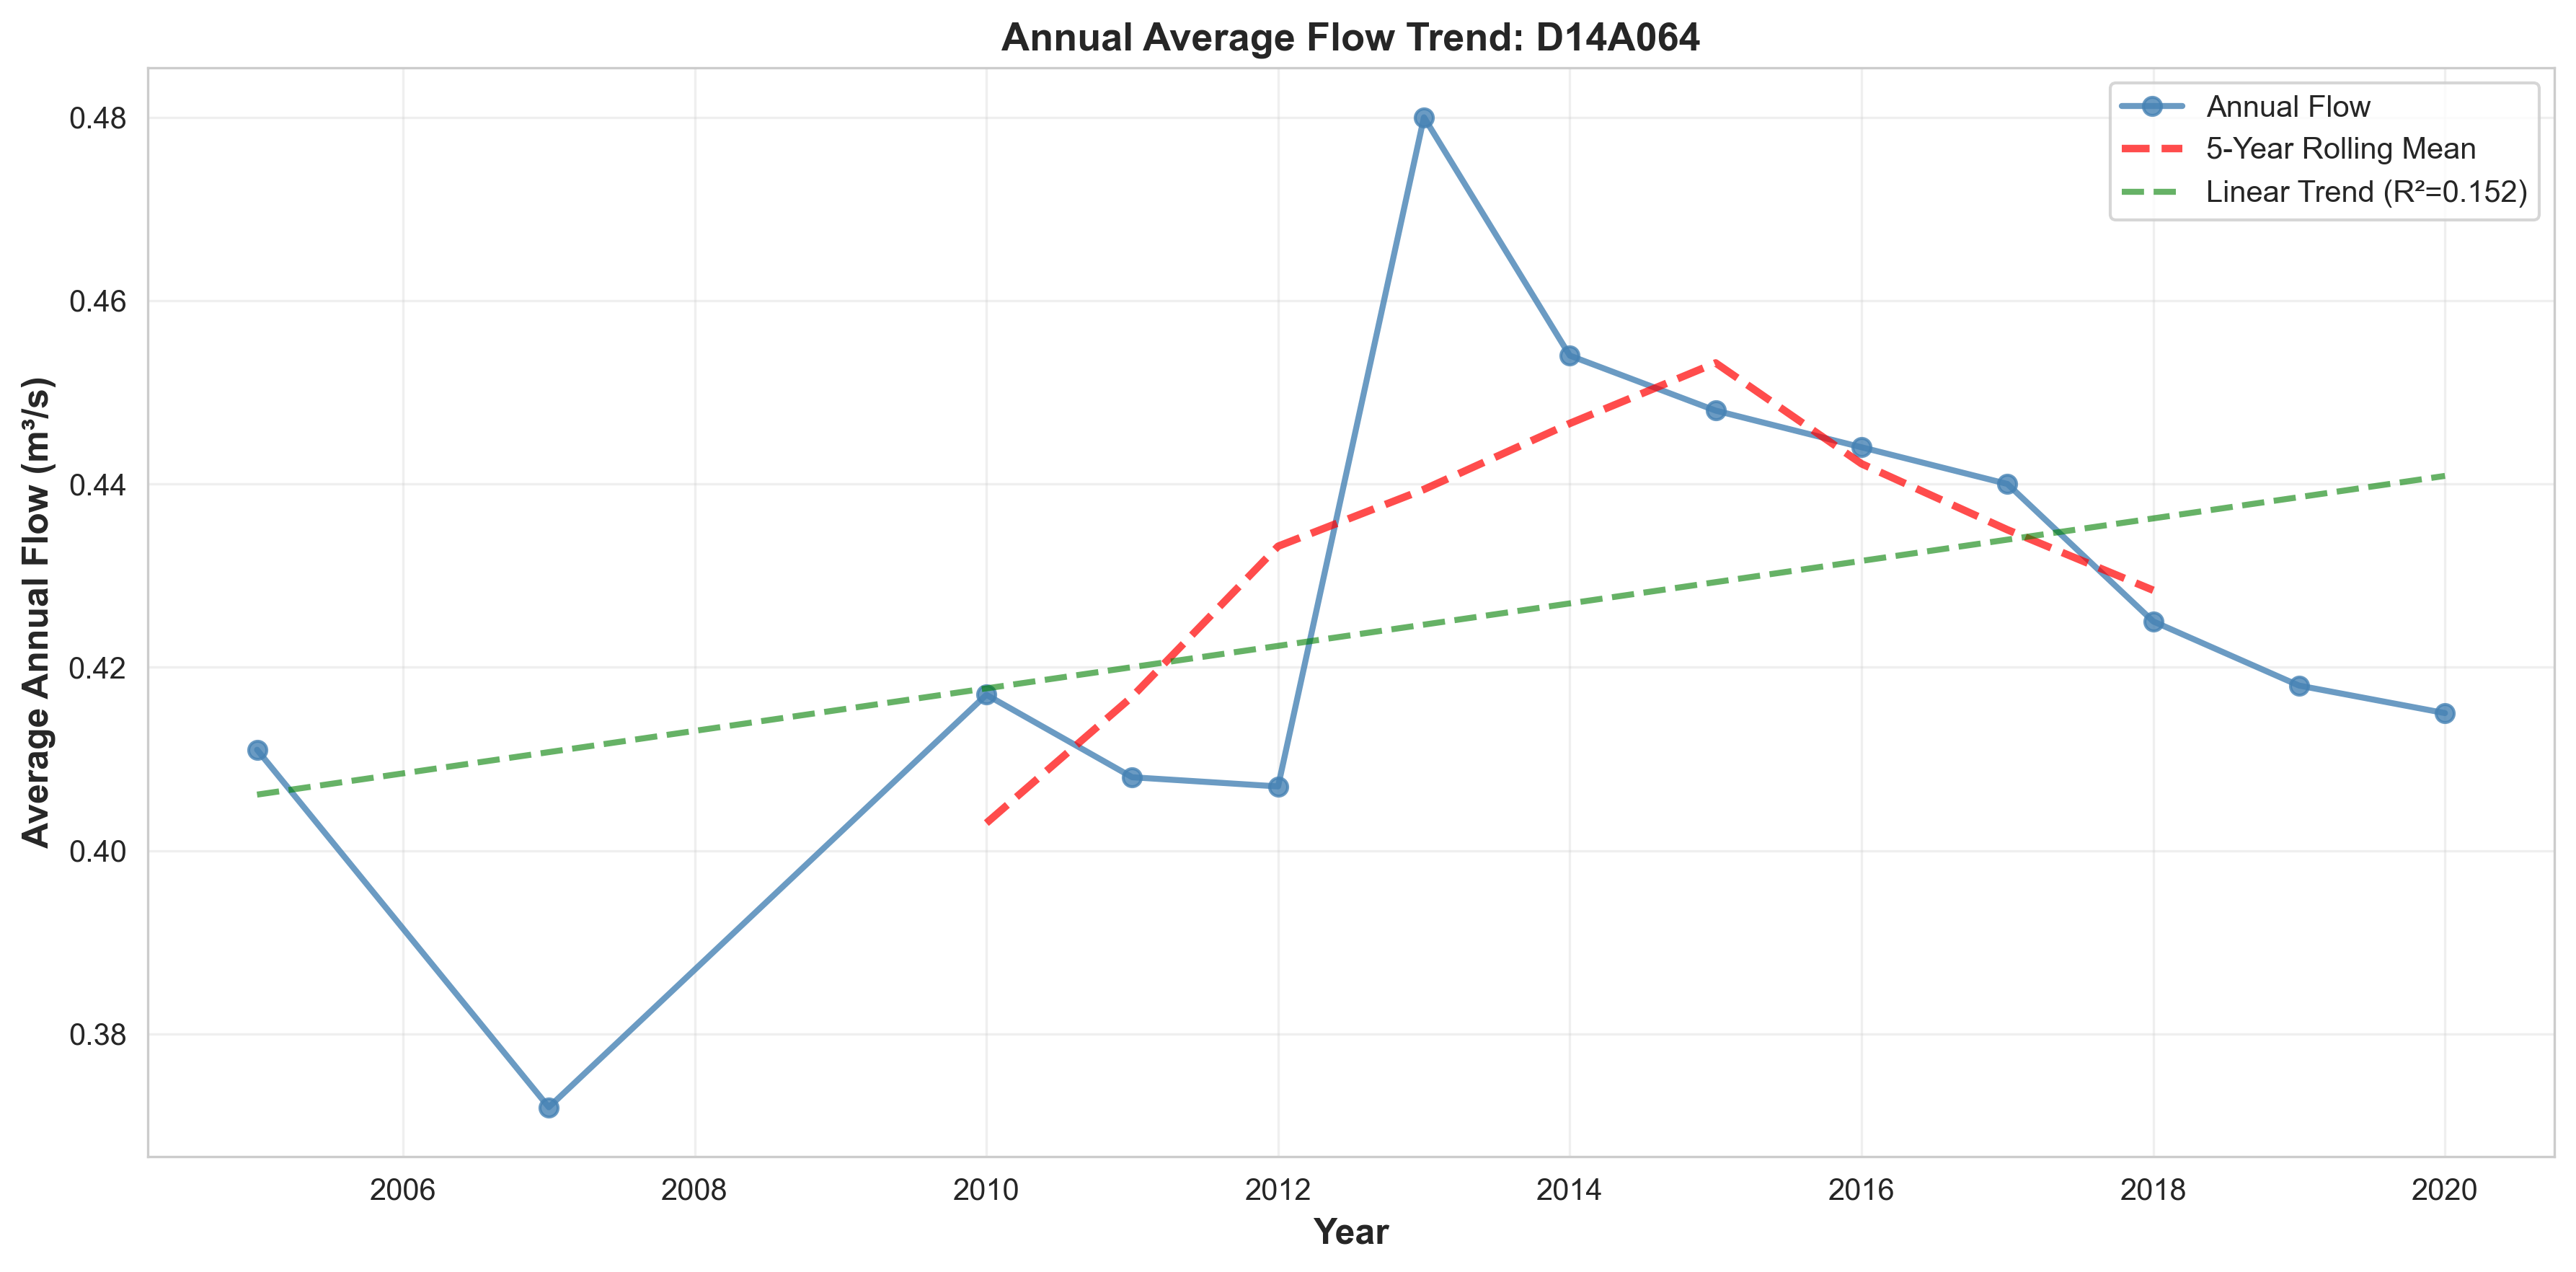 Annual Average Flow Trend: D14A064
Annual Flow
5-Year Rolling Mean
Linear Trend (R²=0.152)
Average Annual Flow (m³/s)
0.48
0.46
0.44
0.42
0.40
0.38
2006 2008 2010 2012 2014 2016 2018 2020
Year